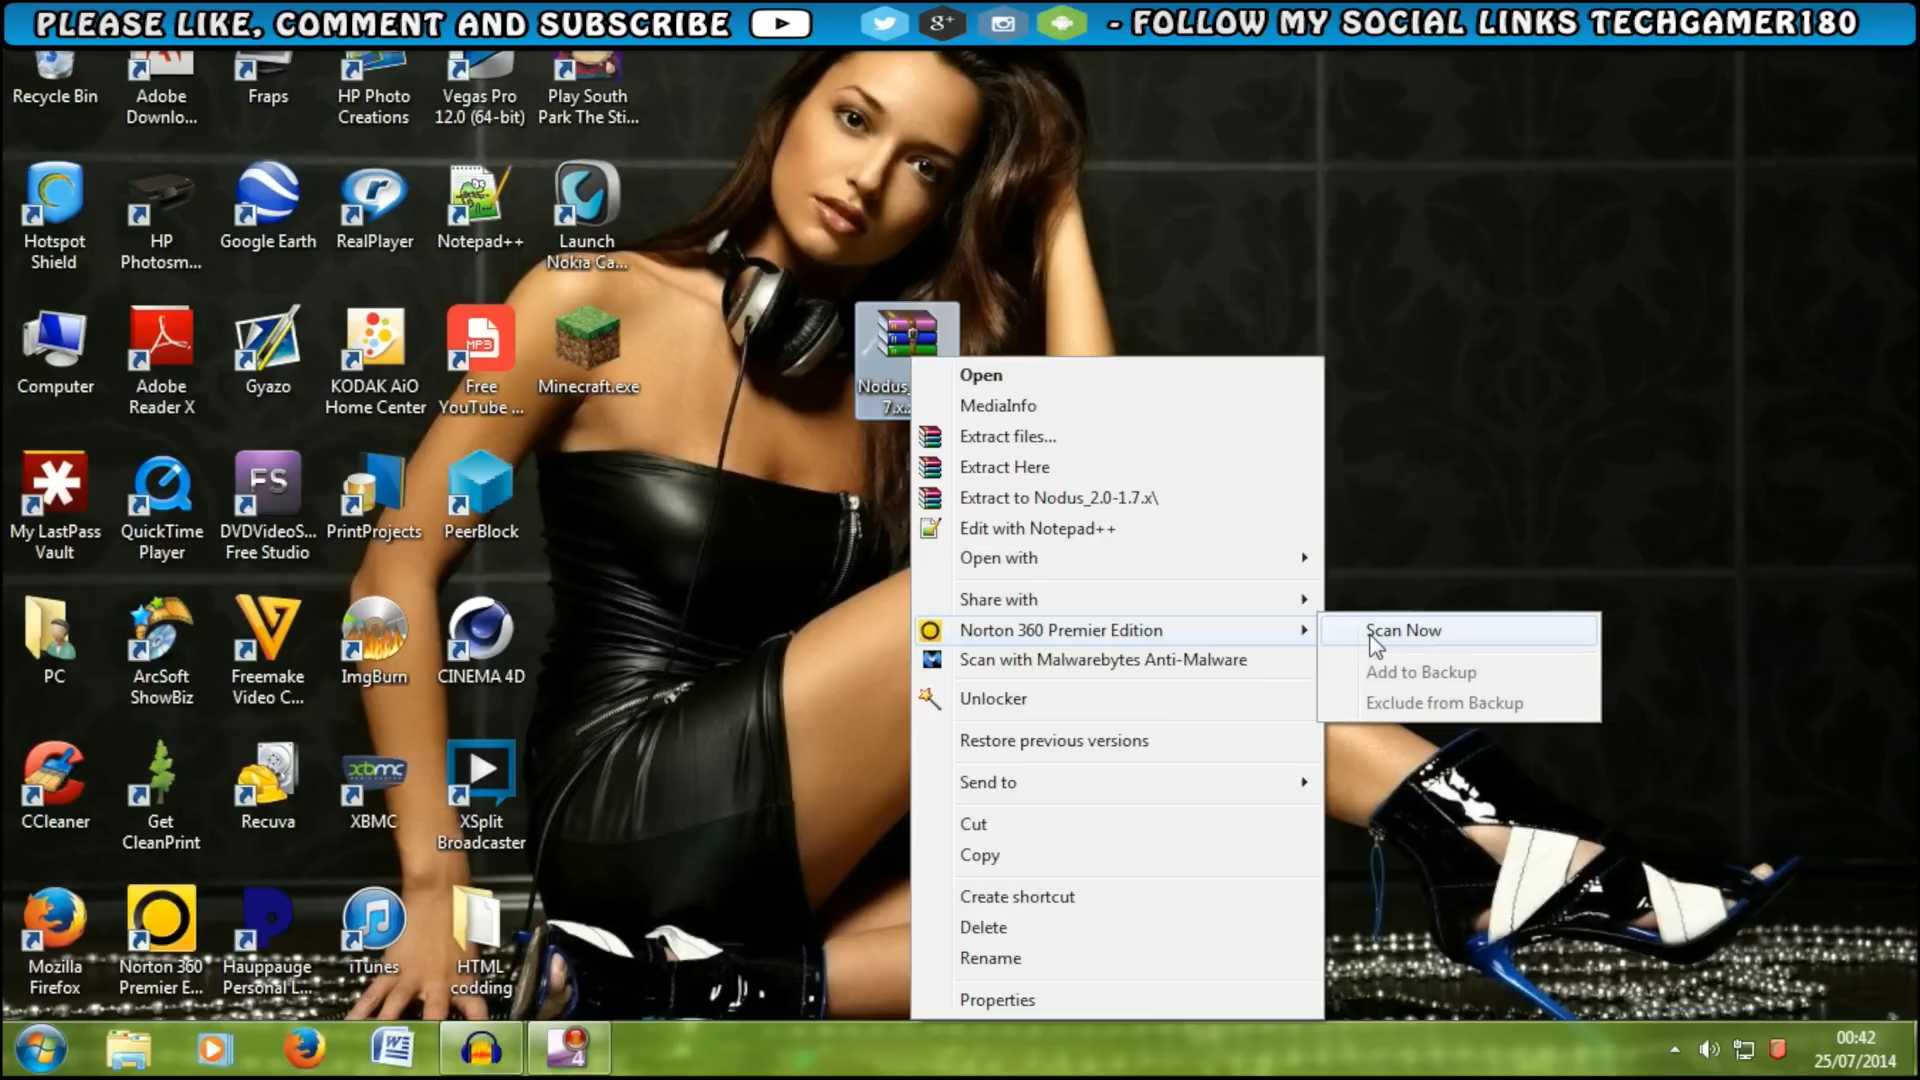 PLEASE LIKE, COMMENT AND SUBSCRIBE
- FOLLOW MY SOCIAL LINKS TECHGAMER180
Recycle Bin
Adobe
Downlo...
Fraps
HP Photo
Creations
Vegas Pro
12.0 (64-bit)
Play South
Park The Sti...
Hotspot
Shield
HP
Photosm...
Google Earth
RealPlayer
Notepad++
Launch
Nokia Ca...
Computer
Adobe
Reader X
Gyazo
KODAK AiO
Home Center
MP3
Free
YouTube ...
Minecraft.exe
Nodus_
7.x.
My LastPass
Vault
QuickTime
Player
FS
DVDVideoS...
Free Studio
PrintProjects
PeerBlock
PC
ArcSoft
ShowBiz
Freemake
Video C...
ImgBurn
CINEMA 4D
CCleaner
Get
CleanPrint
Recuva
xbmc
XBMC
XSplit
Broadcaster
Mozilla
Firefox
Norton 360
Premier E...
Hauppauge
Personal L...
iTunes
HTML
codding
Open
MediaInfo
Extract files...
Extract Here
Extract to Nodus_2.0-1.7.x\
Edit with Notepad++
Open with
Share with
Norton 360 Premier Edition
Scan with Malwarebytes Anti-Malware
Unlocker
Restore previous versions
Send to
Cut
Copy
Create shortcut
Delete
Rename
Properties
Scan Now
Add to Backup
Exclude from Backup
4
00:42
25/07/2014